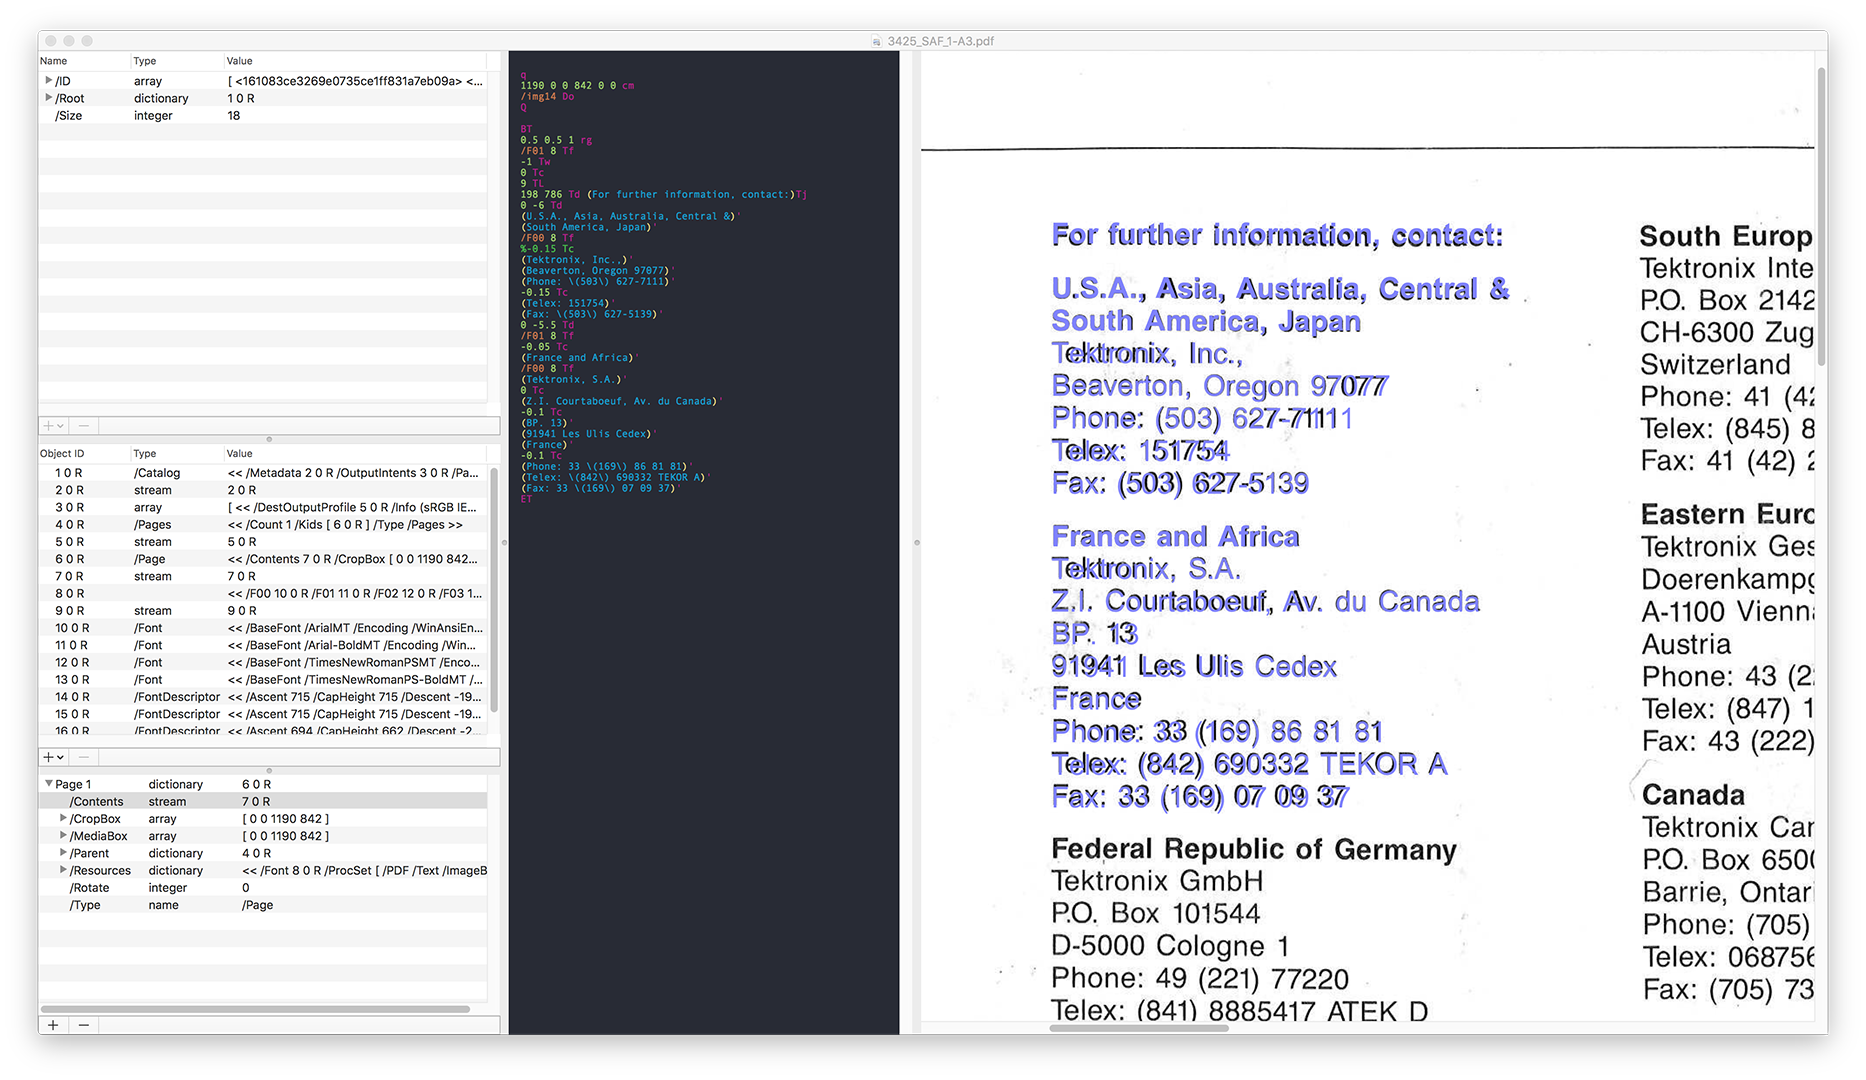 3425_SAF_1-A3.pdf
Name Type Value
/ID array [ <161083ce3269e0735ce1ff831a7eb09a> <...
/Root dictionary 1 0 R
/Size integer 18
Object ID Type Value
1 0 R /Catalog << /Metadata 2 0 R /OutputIntents 3 0 R /Pa...
2 0 R stream 2 0 R
3 0 R array [ << /DestOutputProfile 5 0 R /Info (sRGB IE...
4 0 R /Pages << /Count 1 /Kids [ 6 0 R ] /Type /Pages >>
5 0 R stream 5 0 R
6 0 R /Page << /Contents 7 0 R /CropBox [ 0 0 1190 842...
7 0 R stream 7 0 R
8 0 R << /F00 10 0 R /F01 11 0 R /F02 12 0 R /F03 1...
9 0 R stream 9 0 R
10 0 R /Font << /BaseFont /ArialMT /Encoding /WinAnsiEn...
11 0 R /Font << /BaseFont /Arial-BoldMT /Encoding /Win...
12 0 R /Font << /BaseFont /TimesNewRomanPSMT /Enco...
13 0 R /Font << /BaseFont /TimesNewRomanPS-BoldMT /...
14 0 R /FontDescriptor << /Ascent 715 /CapHeight 715 /Descent -19...
15 0 R /FontDescriptor << /Ascent 715 /CapHeight 715 /Descent -19...
16 0 R /FontDescriptor << /Ascent 694 /CapHeight 662 /Descent -2...
Page 1 dictionary 6 0 R
/Contents stream 7 0 R
/CropBox array [ 0 0 1190 842 ]
/MediaBox array [ 0 0 1190 842 ]
/Parent dictionary 4 0 R
/Resources dictionary << /Font 8 0 R /ProcSet [ /PDF /Text /ImageB
/Rotate integer 0
/Type name /Page
q
1190 0 0 842 0 0 cm
/img14 Do
Q
BT
0.5 0.5 1 rg
/F01 8 Tf
-1 Tw
0 Tc
9 TL
198 786 Td (For further information, contact:)Tj
0 -6 Td
(U.S.A., Asia, Australia, Central &)'
(South America, Japan)'
/F00 8 Tf
%-0.15 Tc
(Tektronix, Inc.,)'
(Beaverton, Oregon 97077)'
(Phone: \(503\) 627-7111)'
-0.15 Tc
(Telex: 151754)'
(Fax: \(503\) 627-5139)'
0 -5.5 Td
/F01 8 Tf
-0.05 Tc
(France and Africa)'
/F00 8 Tf
(Tektronix, S.A.)'
0 Tc
(Z.I. Courtaboeuf, Av. du Canada)'
-0.1 Tc
(BP. 13)'
(91941 Les Ulis Cedex)'
(France)'
-0.1 Tc
(Phone: 33 \(169\) 86 81 81)'
(Telex: \(842\) 690332 TEKOR A)'
(Fax: 33 \(169\) 07 09 37)'
ET
For further information, contact:
U.S.A., Asia, Australia, Central &
South America, Japan
Tektronix, Inc.,
Beaverton, Oregon 97077
Phone: (503) 627-7111
Telex: 151754
Fax: (503) 627-5139
France and Africa
Tektronix, S.A.
Z.I. Courtaboeuf, Av. du Canada
BP. 13
91941 Les Ulis Cedex
France
Phone: 33 (169) 86 81 81
Telex: (842) 690332 TEKOR A
Fax: 33 (169) 07 09 37
Federal Republic of Germany
Tektronix GmbH
P.O. Box 101544
D-5000 Cologne 1
Phone: 49 (221) 77220
Telex: (841) 8885417 ATEK D
South Europ
Tektronix Inte
P.O. Box 2142
CH-6300 Zug
Switzerland
Phone: 41 (42
Telex: (845) 8
Fax: 41 (42) 2
Eastern Euro
Tektronix Ges
Doerenkampg
A-1100 Vienna
Austria
Phone: 43 (2
Telex: (847) 1
Fax: 43 (222)
Canada
Tektronix Can
P.O. Box 6500
Barrie, Ontari
Phone: (705)
Telex: 068756
Fax: (705) 73